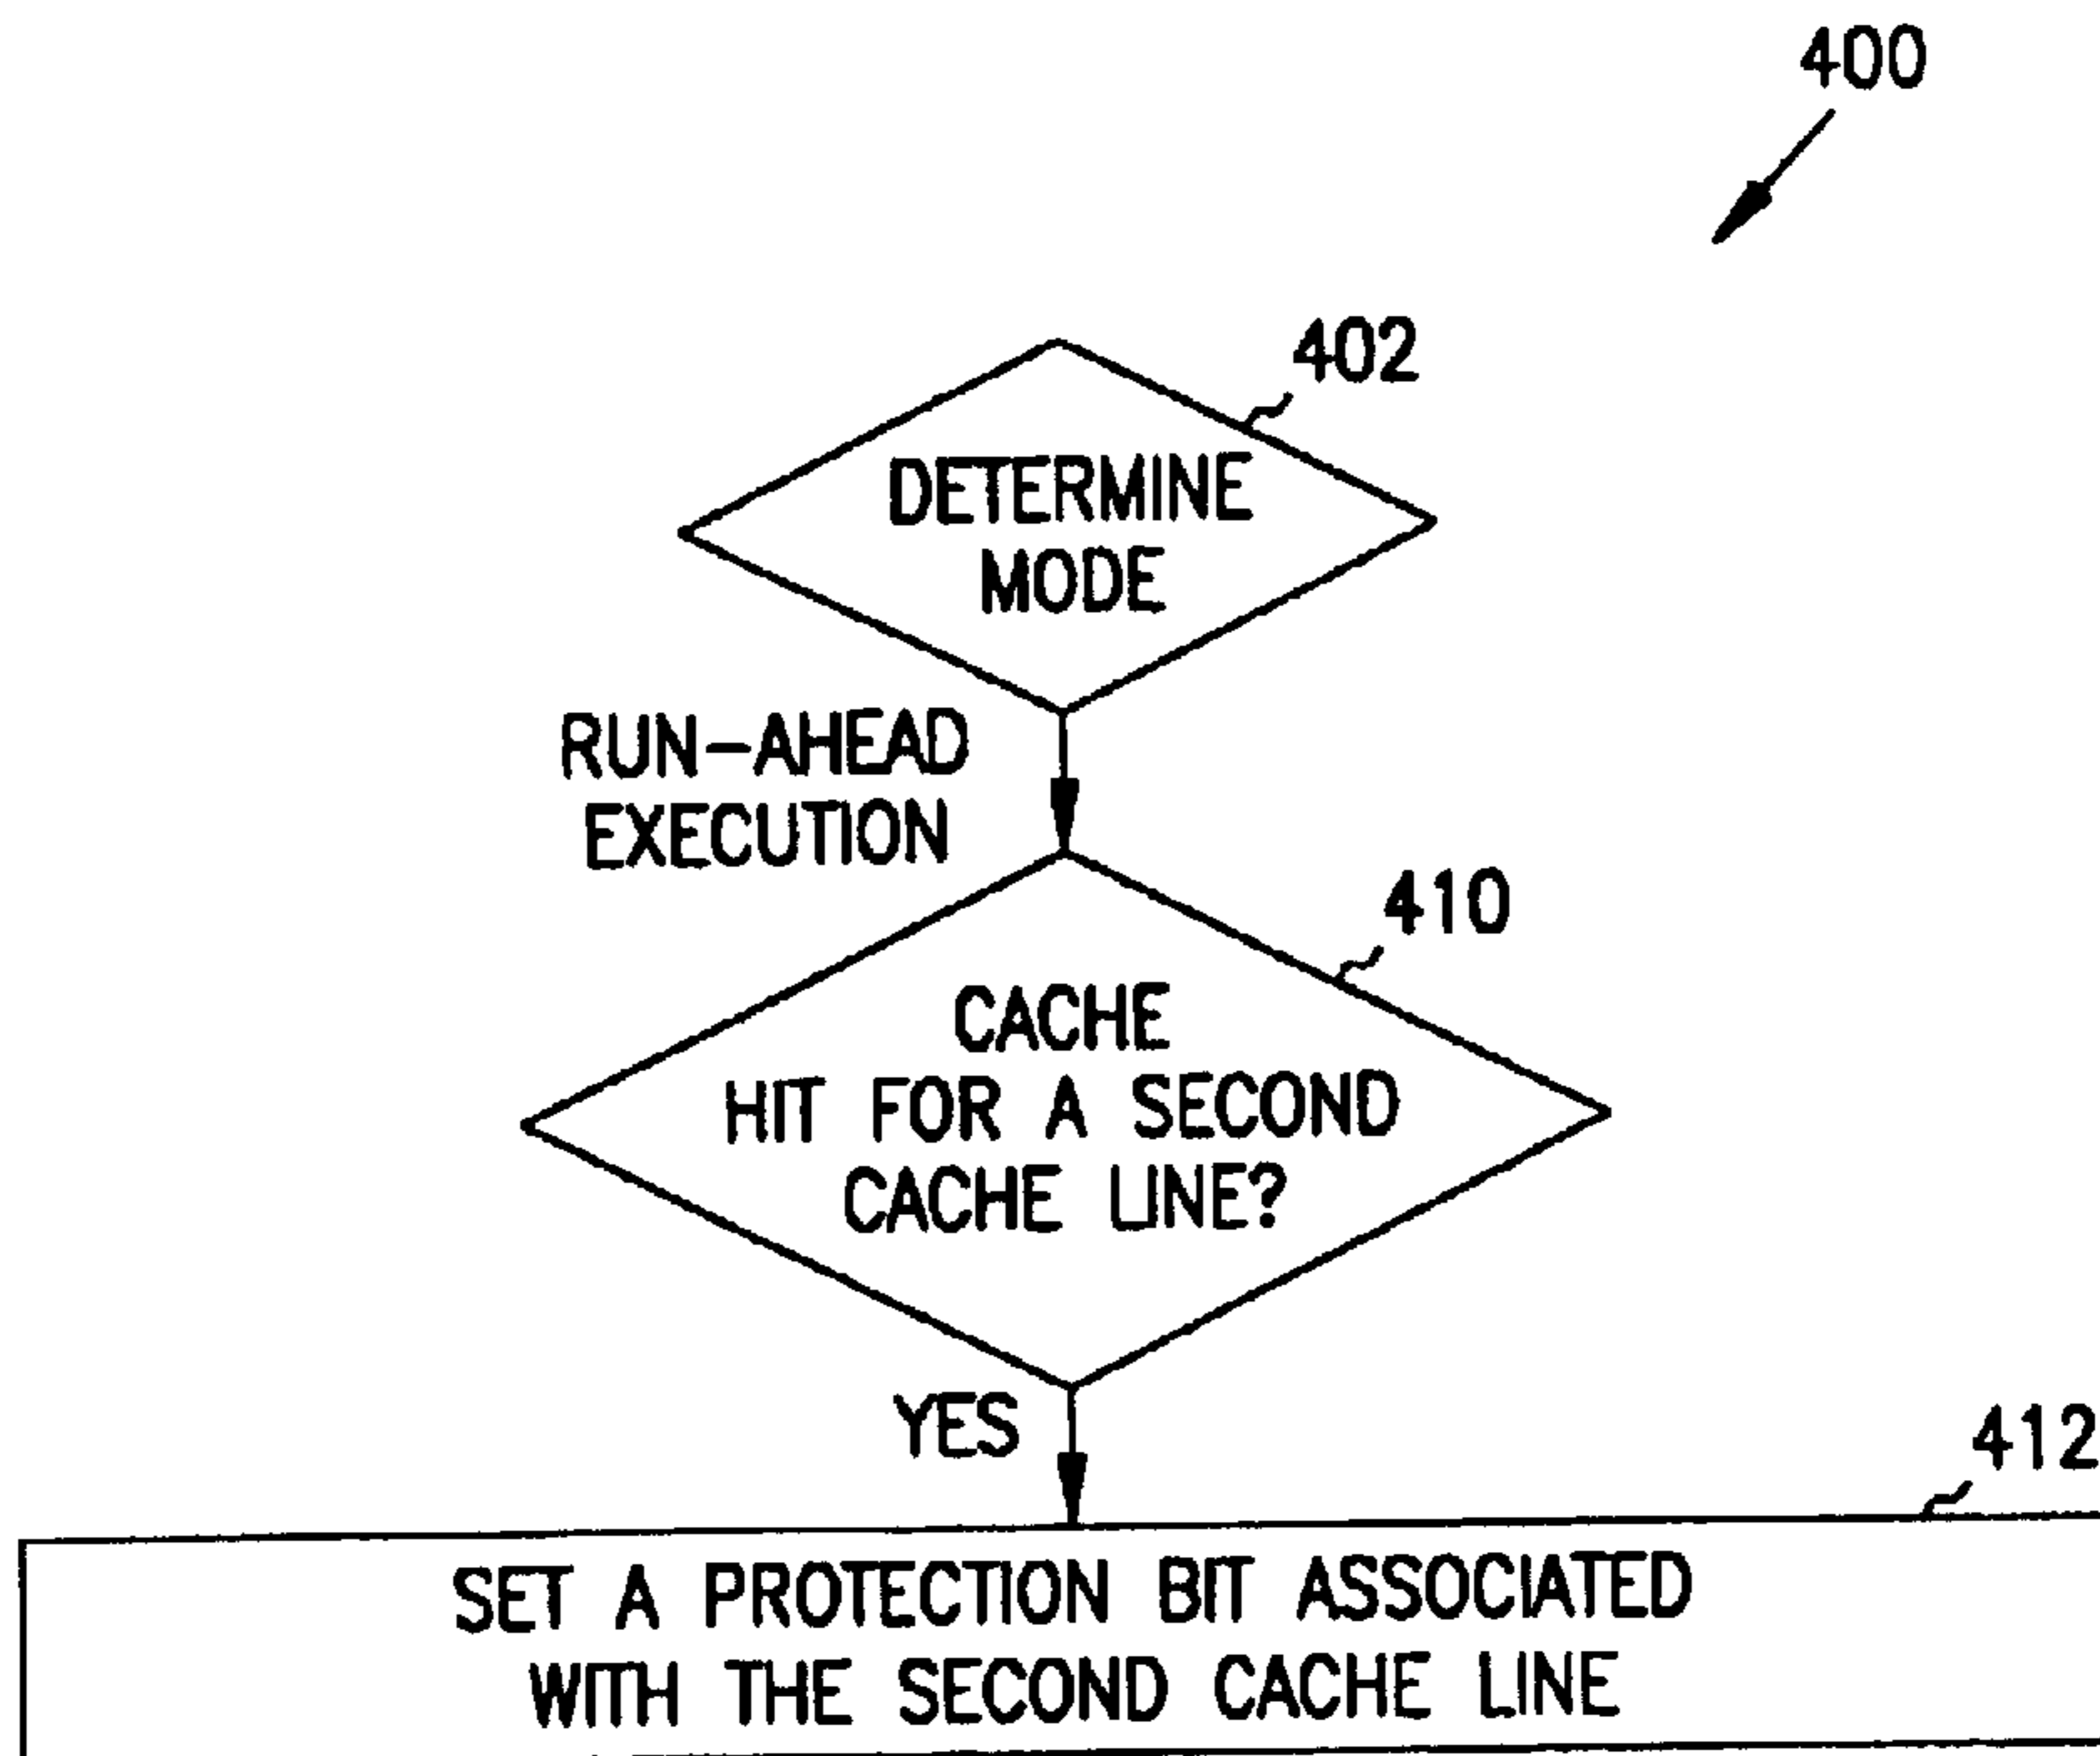 400
402
DETERMINE
MODE
RUN-AHEAD
EXECUTION
410
CACHE
HIT FOR A SECOND
CACHE LINE?
YES
412
SET A PROTECTION BIT ASSOCIATED
WITH THE SECOND CACHE LINE